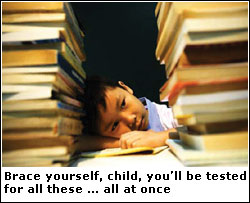 Brace yourself, child, you'll be tested
for all these ... all at once